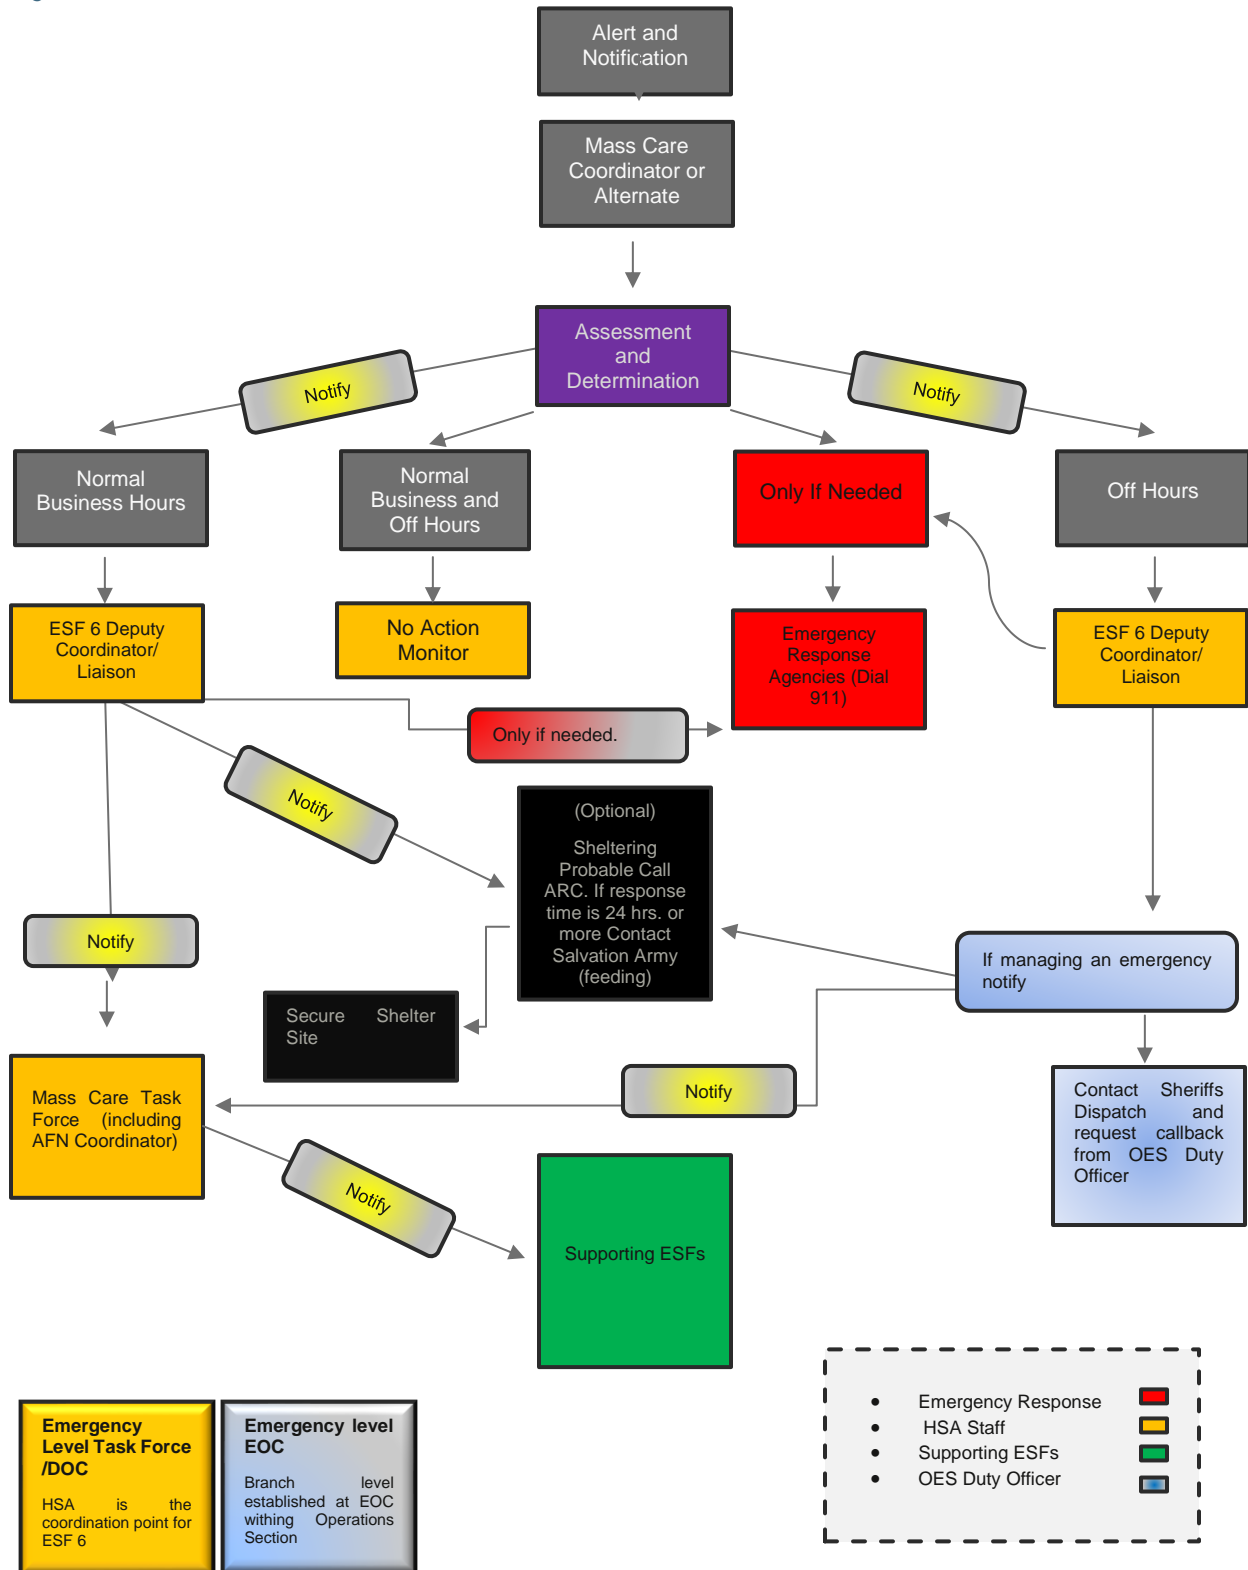 Alert and
Notification
Mass Care
Coordinator or
Alternate
Assessment
and
Determination
Notify
Notify
Normal
Business Hours
Normal
Business and
Off Hours
Only If Needed
Off Hours
ESF 6 Deputy
Coordinator/
Liaison
No Action
Monitor
Emergency
Response
Agencies (Dial
911)
ESF 6 Deputy
Coordinator/
Liaison
Only if needed.
Notify
(Optional)
Sheltering
Probable Call
ARC. If response
time is 24 hrs. or
more Contact
Salvation Army
(feeding)
Notify
If managing an emergency
notify
Secure Shelter
Site
Mass Care Task
Force (including
AFN Coordinator)
Notify
Contact Sheriffs
Dispatch and
request callback
from OES Duty
Officer
Notify
Supporting ESFs
Emergency
Level Task Force
/DOC
HSA is the
coordination point for
ESF 6
Emergency level
EOC
Branch level
established at EOC
withing Operations
Section
• Emergency Response
• HSA Staff
• Supporting ESFs
• OES Duty Officer